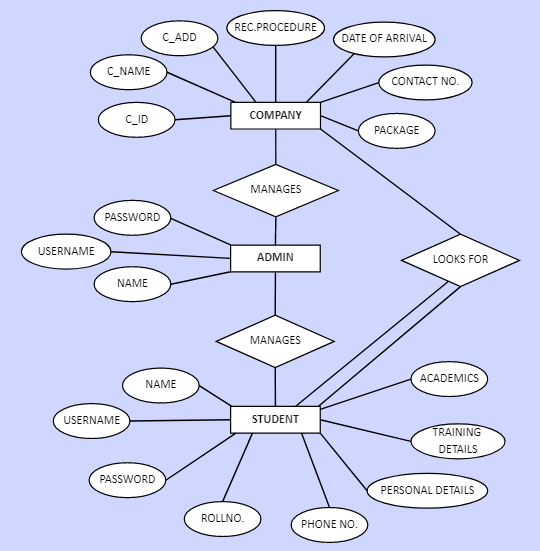 REC.PROCEDURE
C_ADD
DATE OF ARRIVAL
C_NAME
CONTACT NO.
C_ID
COMPANY
PACKAGE
MANAGES
PASSWORD
USERNAME
ADMIN
LOOKS FOR
NAME
MANAGES
NAME
ACADEMICS
USERNAME
STUDENT
TRAINING
DETAILS
PASSWORD
PERSONAL DETAILS
ROLLNO.
PHONE NO.